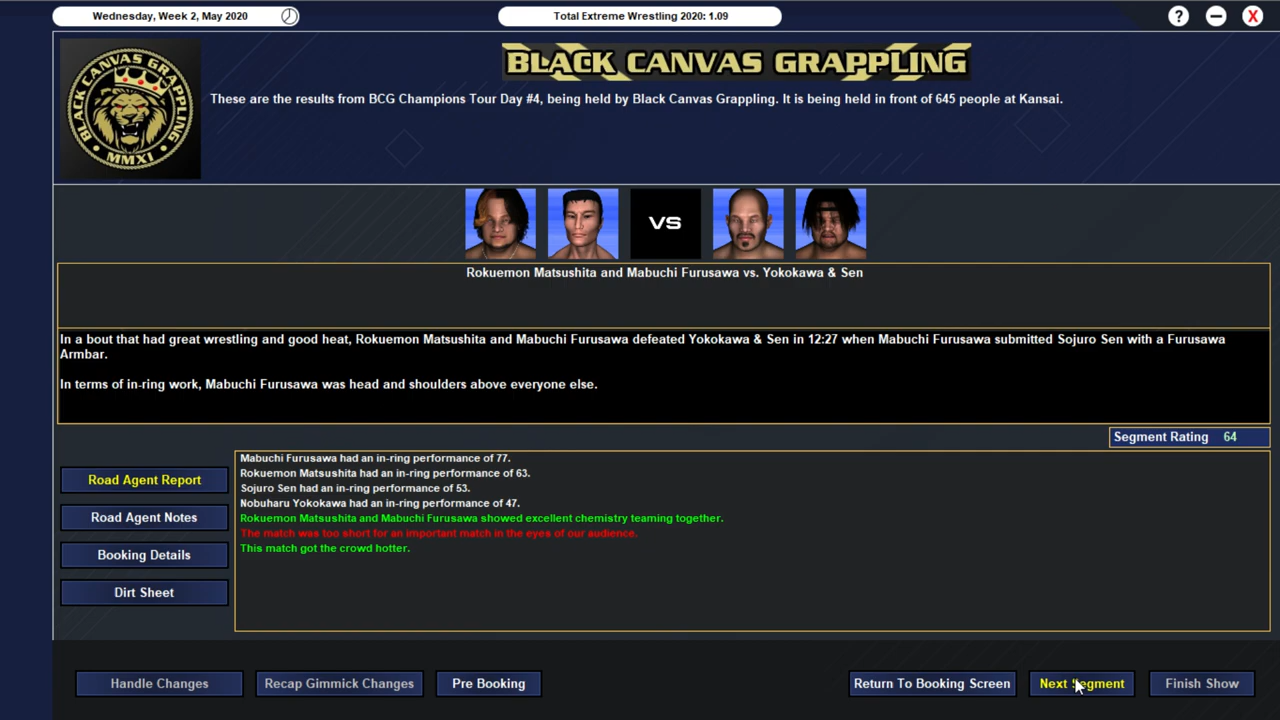 Wednesday, Week 2, May 2020
Total Extreme Wrestling 2020: 1.09
?
X
BLACK CANVAS GRAPPLING
MMXI
BLACK CANVAS GRAPPLING
These are the results from BCG Champions Tour Day #4, being held by Black Canvas Grappling. It is being held in front of 645 people at Kansai.
VS
Rokuemon Matsushita and Mabuchi Furusawa vs. Yokokawa & Sen
In a bout that had great wrestling and good heat, Rokuemon Matsushita and Mabuchi Furusawa defeated Yokokawa & Sen in 12:27 when Mabuchi Furusawa submitted Sojuro Sen with a Furusawa
Armbar.
In terms of in-ring work, Mabuchi Furusawa was head and shoulders above everyone else.
Segment Rating 64
Road Agent Report
Road Agent Notes
Booking Details
Dirt Sheet
Mabuchi Furusawa had an in-ring performance of 77.
Rokuemon Matsushita had an in-ring performance of 63.
Sojuro Sen had an in-ring performance of 53.
Nobuharu Yokokawa had an in-ring performance of 47.
Rokuemon Matsushita and Mabuchi Furusawa showed excellent chemistry teaming together.
The match was too short for an important match in the eyes of our audience.
This match got the crowd hotter.
Handle Changes
Recap Gimmick Changes
Pre Booking
Return To Booking Screen
Next Segment
Finish Show